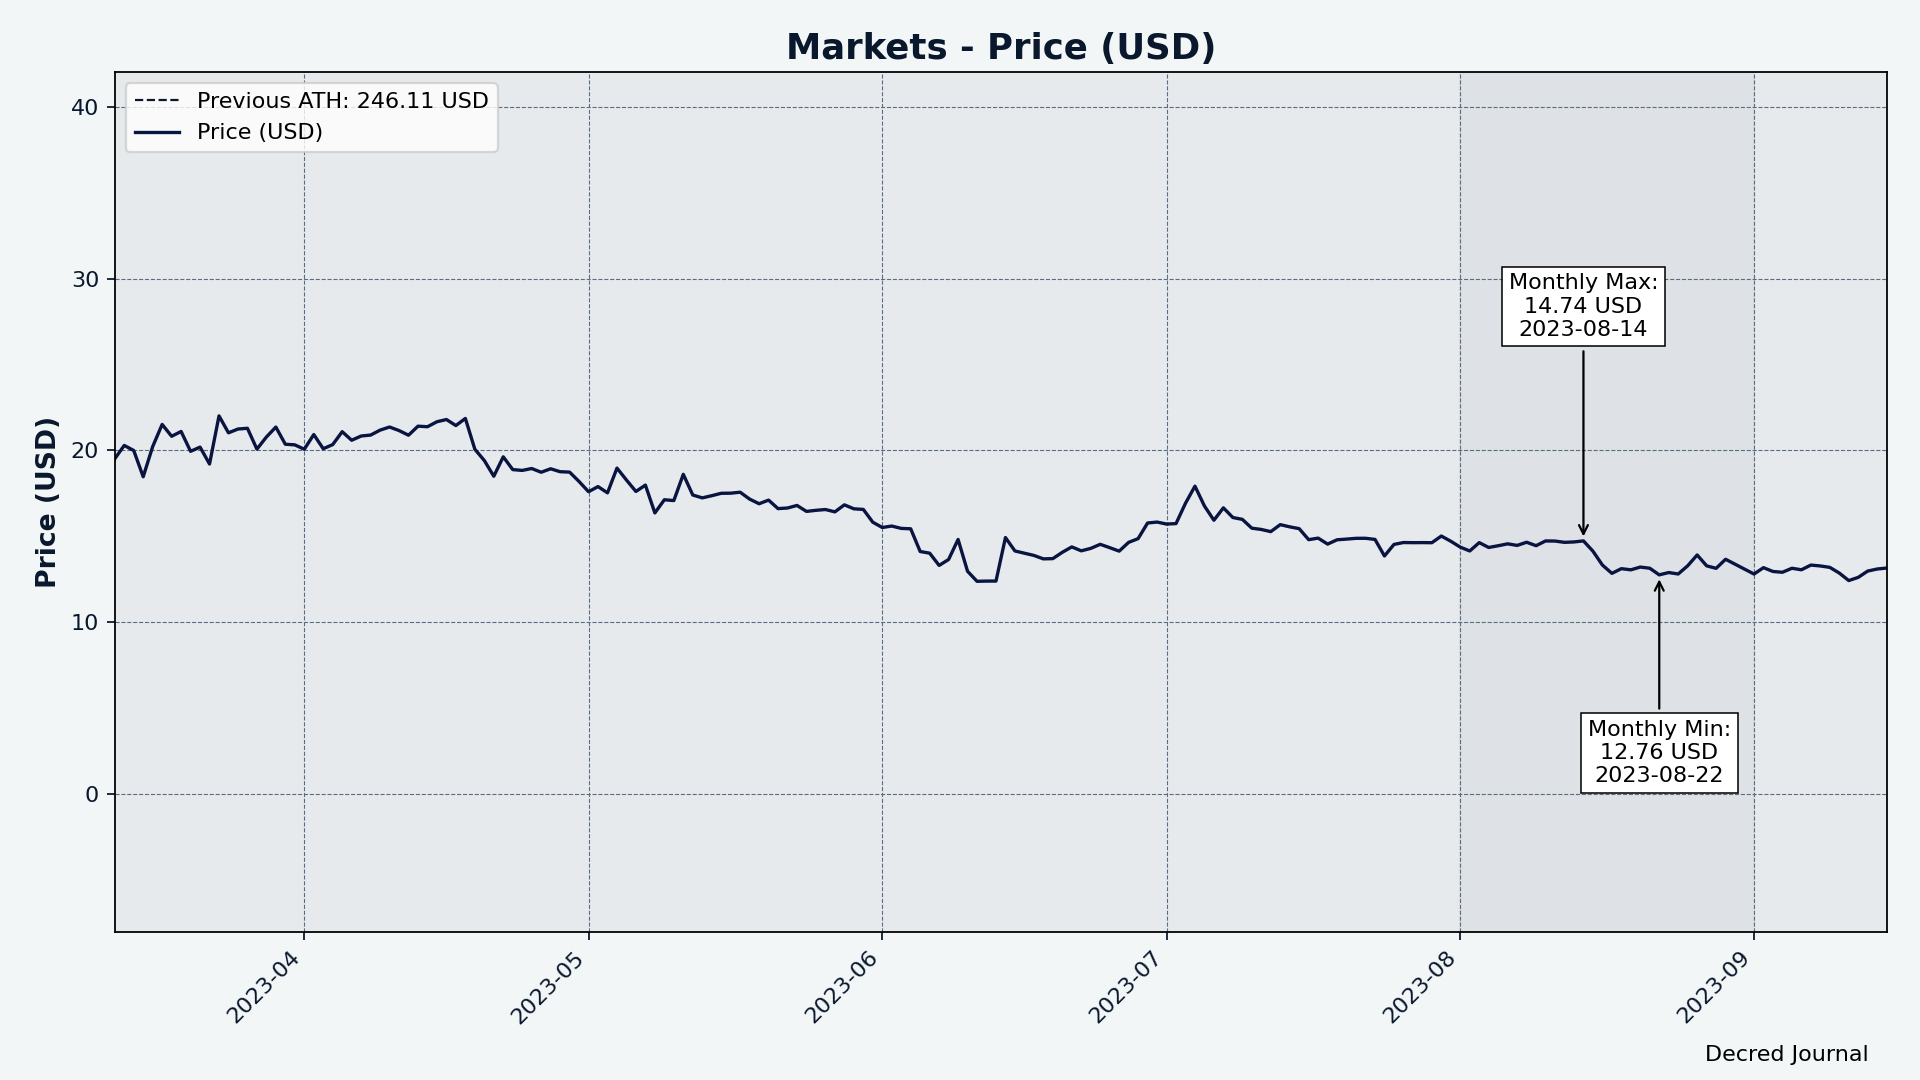 Markets - Price (USD)
Previous ATH: 246.11 USD
Price (USD)
Price (USD)
40
30
20
10
0
Monthly Max:
14.74 USD
2023-08-14
Monthly Min:
12.76 USD
2023-08-22
2023-04
2023-05
2023-06
2023-07
2023-08
2023-09
Decred Journal